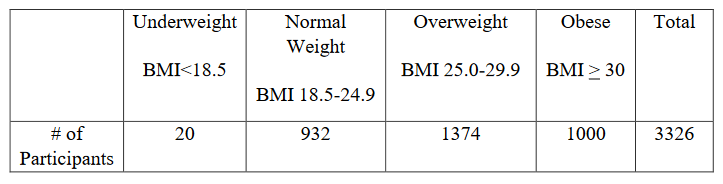 Underweight Normal Overweight Obese Total
Weight
BMI<18.5 BMI 25.0-29.9 BMI ≥ 30
BMI 18.5-24.9
# of 20 932 1374 1000 3326
Participants